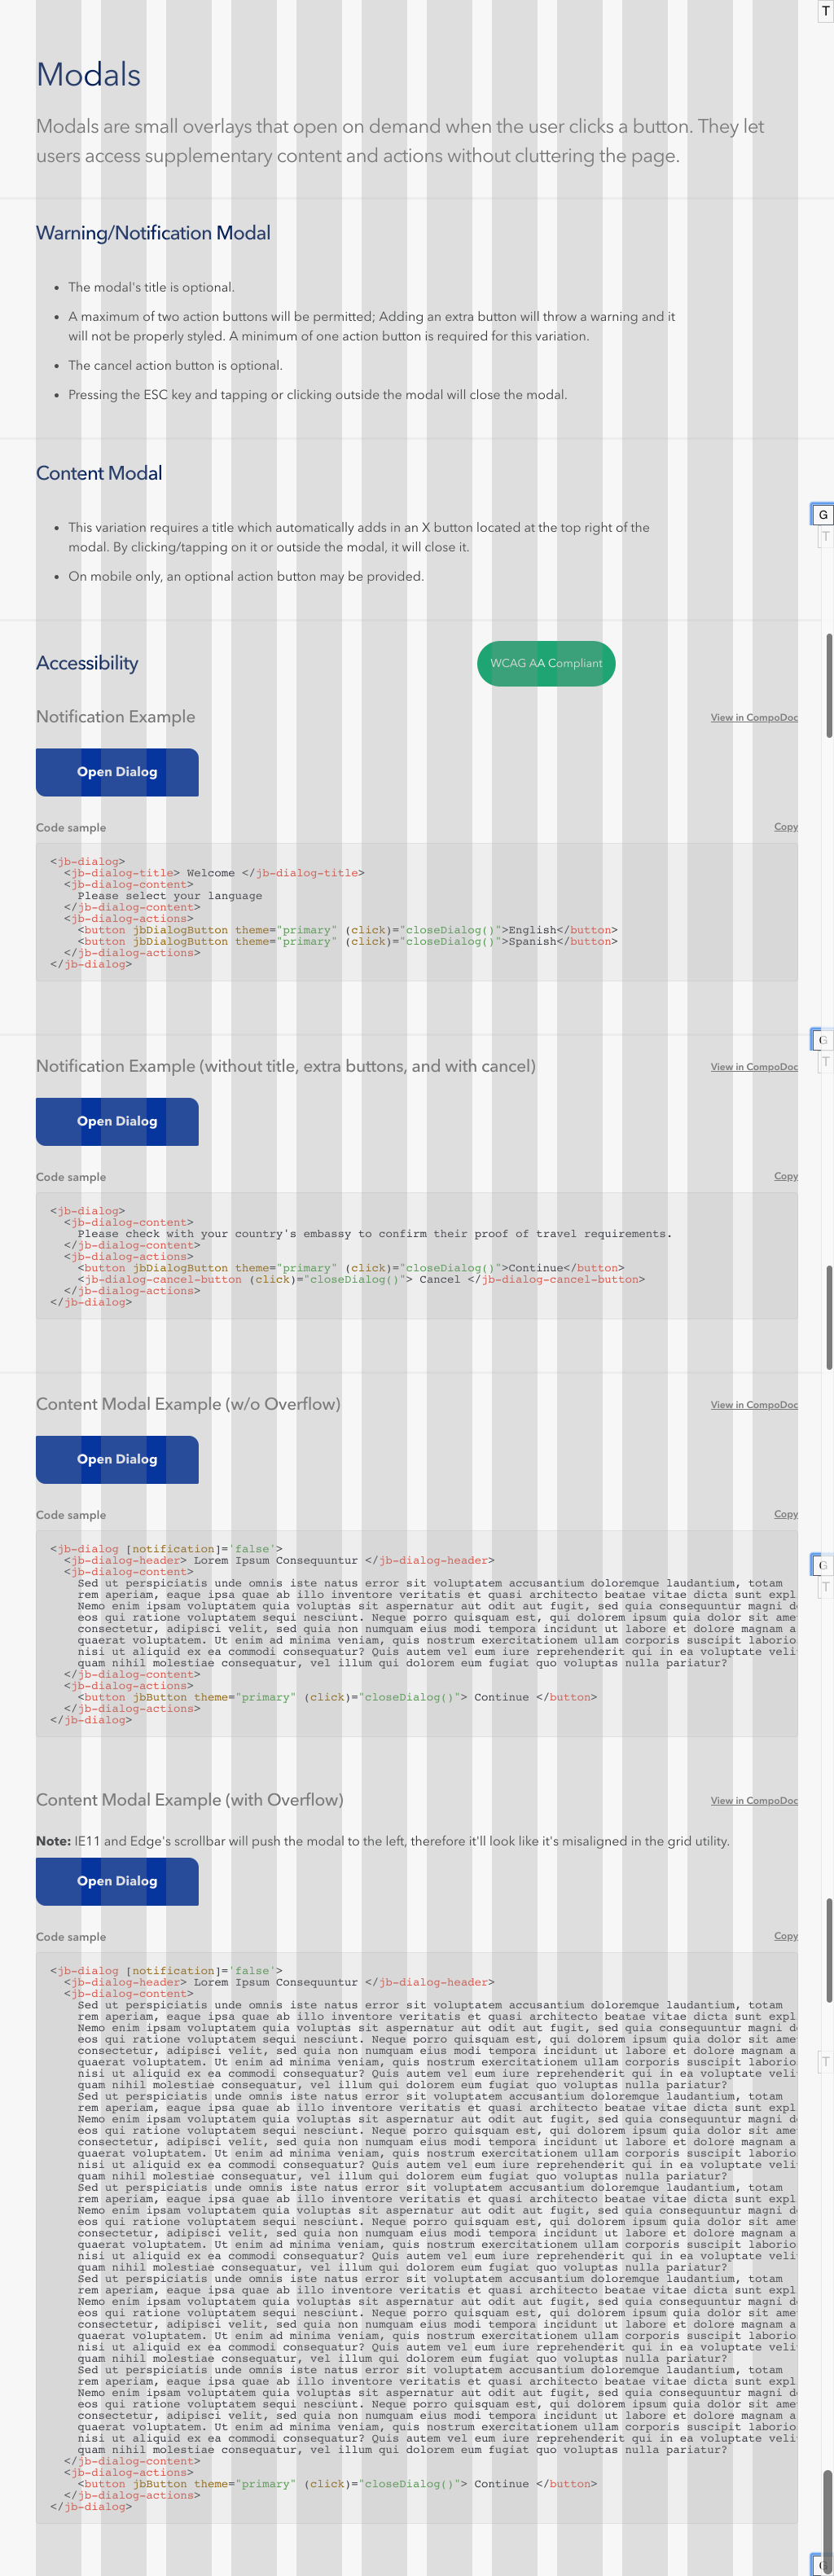 T
Modals
Modals are small overlays that open on demand when the user clicks a button. They let
users access supplementary content and actions without cluttering the page.
Warning/Notification Modal
• The modal's title is optional.
• A maximum of two action buttons will be permitted; Adding an extra button will throw a warning and it
will not be properly styled. A minimum of one action button is required for this variation.
• The cancel action button is optional.
• Pressing the ESC key and tapping or clicking outside the modal will close the modal.
Content Modal
G
• This variation requires a title which automatically adds in an X button located at the top right of the
T
modal. By clicking/tapping on it or outside the modal, it will close it.
• On mobile only, an optional action button may be provided.
Accessibility
WCAG AA Compliant
Notification Example
View in CompoDoc
Open Dialog
Code sample
Copy
<jb-dialog>
<jb-dialog-title> Welcome </jb-dialog-title>
<jb-dialog-content>
Please select your language
</jb-dialog-content>
<jb-dialog-actions>
<button jbDialogButton theme="primary" (click)="closeDialog()">English</button>
<button jbDialogButton theme="primary" (click)="closeDialog()">Spanish</button>
</jb-dialog-actions>
</jb-dialog>
G
T
Notification Example (without title, extra buttons, and with cancel)
View in CompoDoc
Open Dialog
Code sample
Copy
<jb-dialog>
<jb-dialog-content>
Please check with your country's embassy to confirm their proof of travel requirements.
</jb-dialog-content>
<jb-dialog-actions>
<button jbDialogButton theme="primary" (click)="closeDialog()">Continue</button>
<jb-dialog-cancel-button (click)="closeDialog()"> Cancel </jb-dialog-cancel-button>
</jb-dialog-actions>
</jb-dialog>
Content Modal Example (w/o Overflow)
View in CompoDoc
Open Dialog
Code sample
Copy
<jb-dialog [notification]='false'>
<jb-dialog-header> Lorem Ipsum Consequuntur </jb-dialog-header>
G
<jb-dialog-content>
Sed ut perspiciatis unde omnis iste natus error sit voluptatem accusantium doloremque laudantium, totam
T
rem aperiam, eaque ipsa quae ab illo inventore veritatis et quasi architecto beatae vitae dicta sunt expl
Nemo enim ipsam voluptatem quia voluptas sit aspernatur aut odit aut fugit, sed quia consequuntur magni do
eos qui ratione voluptatem sequi nesciunt. Neque porro quisquam est, qui dolorem ipsum quia dolor sit ame
consectetur, adipisci velit, sed quia non numquam eius modi tempora incidunt ut labore et dolore magnam a
quaerat voluptatem. Ut enim ad minima veniam, quis nostrum exercitationem ullam corporis suscipit laborio
nisi ut aliquid ex ea commodi consequatur? Quis autem vel eum iure reprehenderit qui in ea voluptate veli
quam nihil molestiae consequatur, vel illum qui dolorem eum fugiat quo voluptas nulla pariatur?
</jb-dialog-content>
<jb-dialog-actions>
<button jbButton theme="primary" (click)="closeDialog()"> Continue </button>
</jb-dialog-actions>
</jb-dialog>
Content Modal Example (with Overflow)
View in CompoDoc
Note: IE11 and Edge's scrollbar will push the modal to the left, therefore it'll look like it's misaligned in the grid utility.
Open Dialog
Code sample
Copy
<jb-dialog [notification]='false'>
<jb-dialog-header> Lorem Ipsum Consequuntur </jb-dialog-header>
<jb-dialog-content>
Sed ut perspiciatis unde omnis iste natus error sit voluptatem accusantium doloremque laudantium, totam
rem aperiam, eaque ipsa quae ab illo inventore veritatis et quasi architecto beatae vitae dicta sunt expl
Nemo enim ipsam voluptatem quia voluptas sit aspernatur aut odit aut fugit, sed quia consequuntur magni do
eos qui ratione voluptatem sequi nesciunt. Neque porro quisquam est, qui dolorem ipsum quia dolor sit ame
consectetur, adipisci velit, sed quia non numquam eius modi tempora incidunt ut labore et dolore magnam a
T
quaerat voluptatem. Ut enim ad minima veniam, quis nostrum exercitationem ullam corporis suscipit laborio
nisi ut aliquid ex ea commodi consequatur? Quis autem vel eum iure reprehenderit qui in ea voluptate veli
quam nihil molestiae consequatur, vel illum qui dolorem eum fugiat quo voluptas nulla pariatur?
Sed ut perspiciatis unde omnis iste natus error sit voluptatem accusantium doloremque laudantium, totam
rem aperiam, eaque ipsa quae ab illo inventore veritatis et quasi architecto beatae vitae dicta sunt expl
Nemo enim ipsam voluptatem quia voluptas sit aspernatur aut odit aut fugit, sed quia consequuntur magni do
eos qui ratione voluptatem sequi nesciunt. Neque porro quisquam est, qui dolorem ipsum quia dolor sit ame
consectetur, adipisci velit, sed quia non numquam eius modi tempora incidunt ut labore et dolore magnam a
quaerat voluptatem. Ut enim ad minima veniam, quis nostrum exercitationem ullam corporis suscipit laborio
nisi ut aliquid ex ea commodi consequatur? Quis autem vel eum iure reprehenderit qui in ea voluptate veli
quam nihil molestiae consequatur, vel illum qui dolorem eum fugiat quo voluptas nulla pariatur?
Sed ut perspiciatis unde omnis iste natus error sit voluptatem accusantium doloremque laudantium, totam
rem aperiam, eaque ipsa quae ab illo inventore veritatis et quasi architecto beatae vitae dicta sunt expl
Nemo enim ipsam voluptatem quia voluptas sit aspernatur aut odit aut fugit, sed quia consequuntur magni do
eos qui ratione voluptatem sequi nesciunt. Neque porro quisquam est, qui dolorem ipsum quia dolor sit ame
consectetur, adipisci velit, sed quia non numquam eius modi tempora incidunt ut labore et dolore magnam a
quaerat voluptatem. Ut enim ad minima veniam, quis nostrum exercitationem ullam corporis suscipit laborio
nisi ut aliquid ex ea commodi consequatur? Quis autem vel eum iure reprehenderit qui in ea voluptate veli
quam nihil molestiae consequatur, vel illum qui dolorem eum fugiat quo voluptas nulla pariatur?
Sed ut perspiciatis unde omnis iste natus error sit voluptatem accusantium doloremque laudantium, totam
rem aperiam, eaque ipsa quae ab illo inventore veritatis et quasi architecto beatae vitae dicta sunt expl
Nemo enim ipsam voluptatem quia voluptas sit aspernatur aut odit aut fugit, sed quia consequuntur magni do
eos qui ratione voluptatem sequi nesciunt. Neque porro quisquam est, qui dolorem ipsum quia dolor sit ame
consectetur, adipisci velit, sed quia non numquam eius modi tempora incidunt ut labore et dolore magnam a
quaerat voluptatem. Ut enim ad minima veniam, quis nostrum exercitationem ullam corporis suscipit laborio
nisi ut aliquid ex ea commodi consequatur? Quis autem vel eum iure reprehenderit qui in ea voluptate veli
quam nihil molestiae consequatur, vel illum qui dolorem eum fugiat quo voluptas nulla pariatur?
Sed ut perspiciatis unde omnis iste natus error sit voluptatem accusantium doloremque laudantium, totam
rem aperiam, eaque ipsa quae ab illo inventore veritatis et quasi architecto beatae vitae dicta sunt expl
Nemo enim ipsam voluptatem quia voluptas sit aspernatur aut odit aut fugit, sed quia consequuntur magni do
eos qui ratione voluptatem sequi nesciunt. Neque porro quisquam est, qui dolorem ipsum quia dolor sit ame
consectetur, adipisci velit, sed quia non numquam eius modi tempora incidunt ut labore et dolore magnam a
quaerat voluptatem. Ut enim ad minima veniam, quis nostrum exercitationem ullam corporis suscipit laborio
nisi ut aliquid ex ea commodi consequatur? Quis autem vel eum iure reprehenderit qui in ea voluptate veli
quam nihil molestiae consequatur, vel illum qui dolorem eum fugiat quo voluptas nulla pariatur?
</jb-dialog-content>
<jb-dialog-actions>
<button jbButton theme="primary" (click)="closeDialog()"> Continue </button>
</jb-dialog-actions>
</jb-dialog>